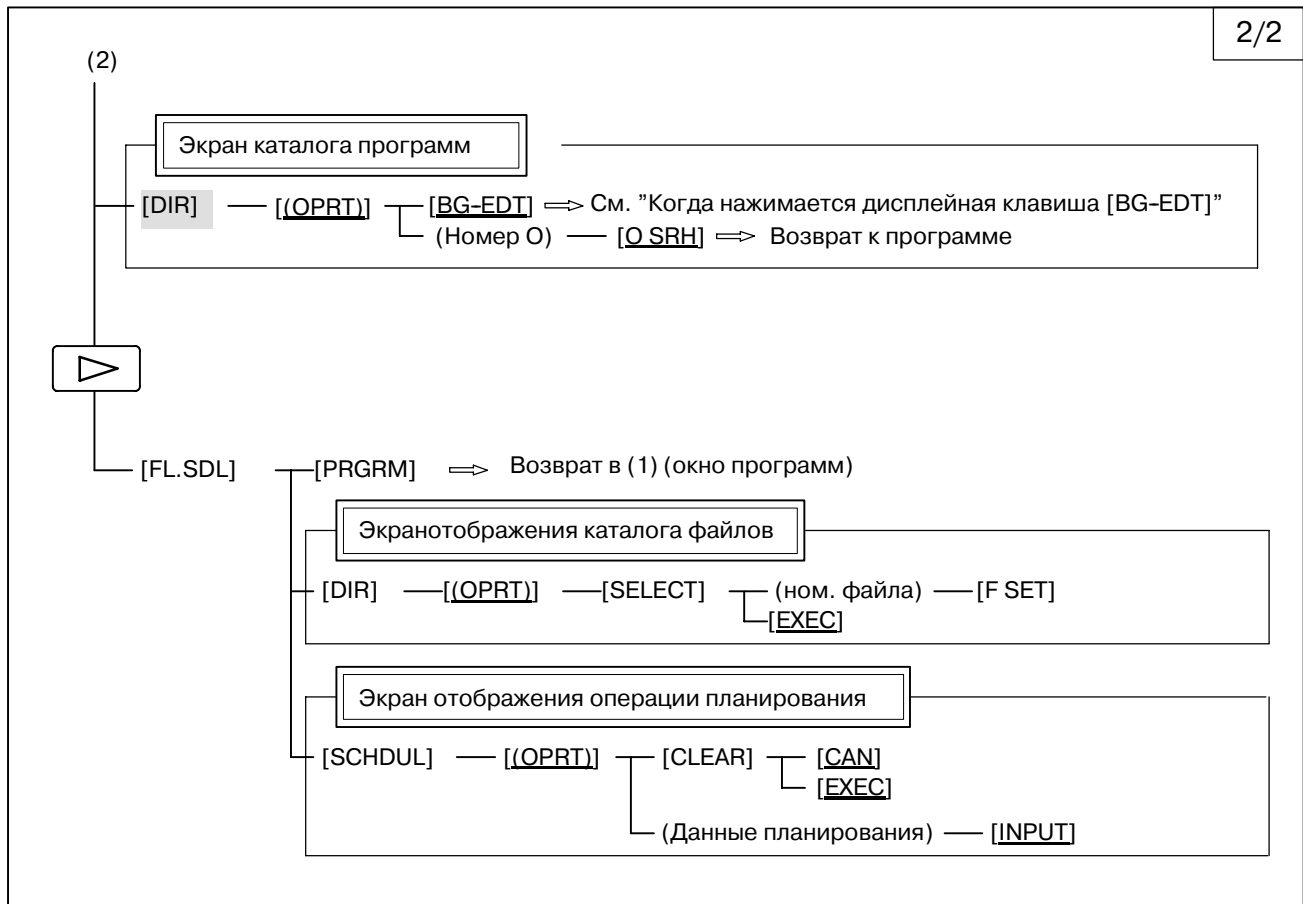 2/2
(2)
Экран каталога программ
[DIR] [(OPRT)] [BG-EDT] См. ”Когда нажимается дисплейная клавиша [BG-EDT]”
(Номер O) [O SRH] Возврат к программе
[FL.SDL] [PRGRM] Возврат в (1) (окно программ)
Экранотображения каталога файлов
[DIR] [(OPRT)] [SELECT] (ном. файла) [F SET]
[EXEC]
Экран отображения операции планирования
[SCHDUL] [(OPRT)] [CLEAR] [CAN]
[EXEC]
(Данные планирования) [INPUT]